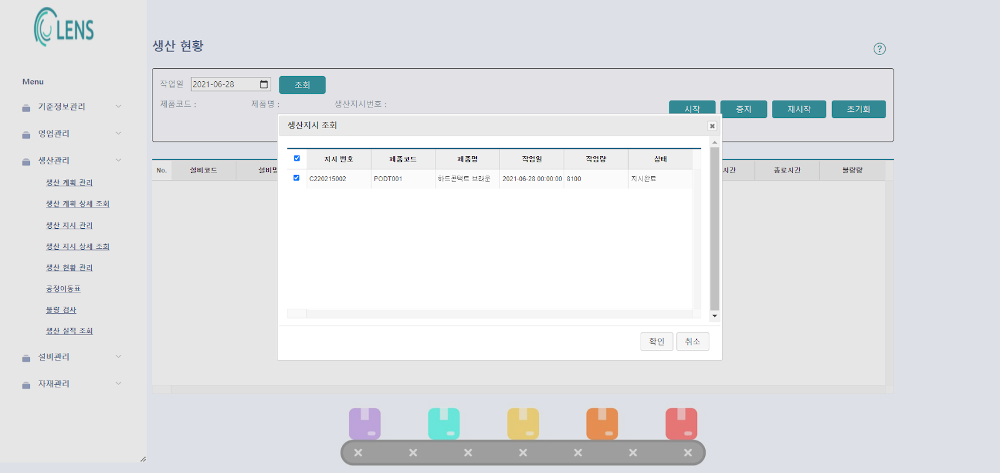 LENS
Menu
기준정보관리
영업관리
생산관리
생산 계획 관리
생산 계획 상세 조회
생산 지시 관리
생산 지시 상세 조회
생산 현황 관리
공정이동표
불량 검사
생산 실적 조회
설비관리
자재관리
생산 현황
?
작업일 2021-06-28 조회
제품코드 : 제품명 : 생산지시번호 :
시작 중지 재시작 초기화
No. 설비코드 설비명 시간 종료시간 불량량
생산지시 조회
지시 번호 제품코드 제품명 작업일 작업량 상태
C220215002 PODT001 하드콘택트 브라운 2021-06-28 00:00:00 8100 지시완료
확인 취소